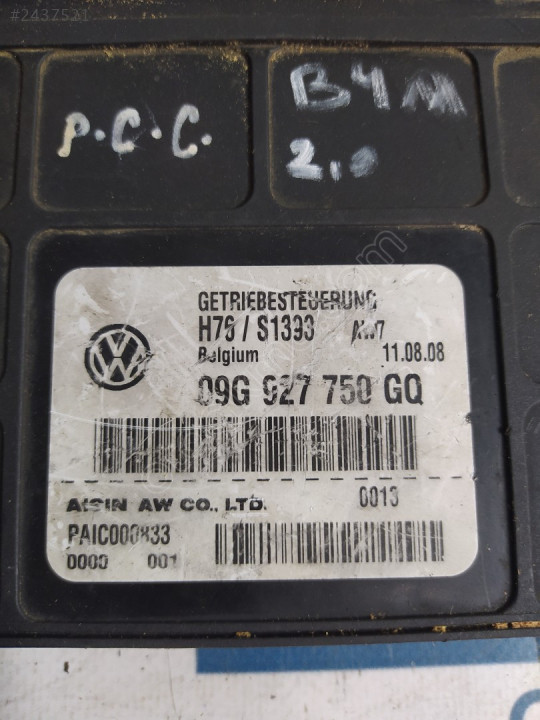 #2437521
P.C.C.
B4M
2,0
GETRIEBESTEUERUNG
H76 / S1393 AW7
Belgium 11.08.08
09G 927 750 GQ
AISIN AW CO., LTD. 0013
PAIC000833
0000 001